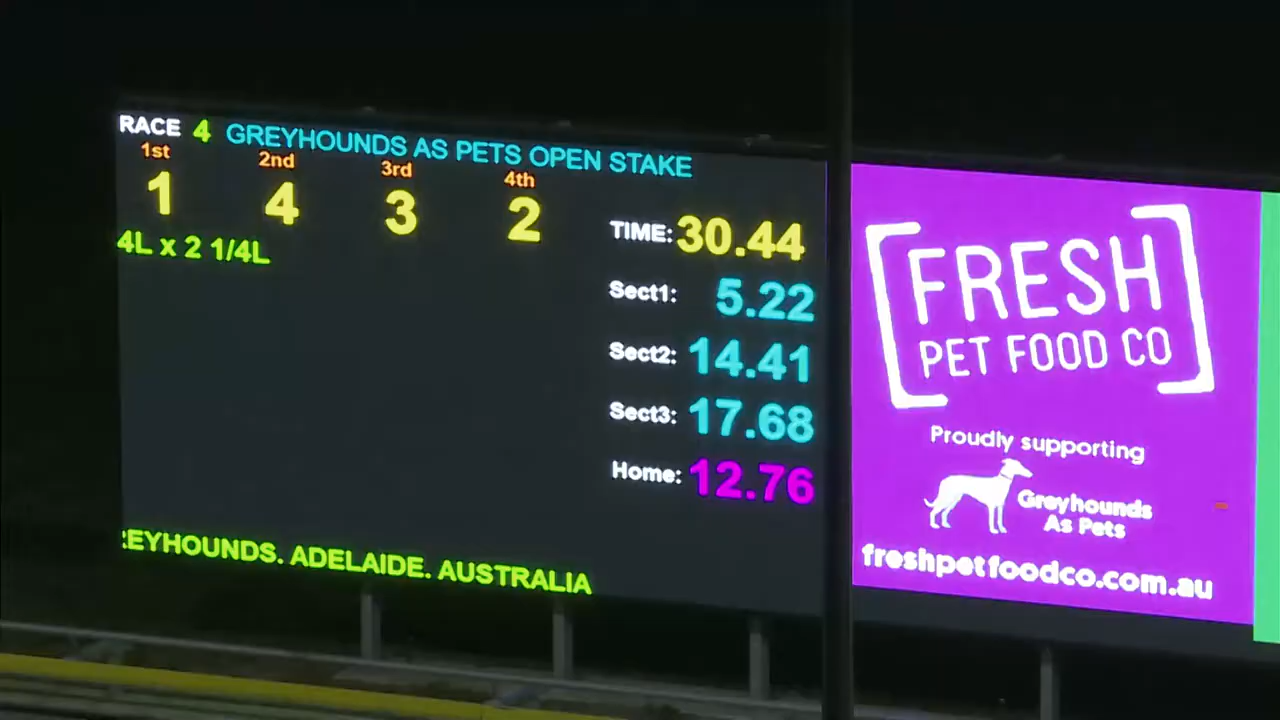 RACE 4 GREYHOUNDS AS PETS OPEN STAKE
1st 2nd 3rd 4th
1 4 3 2
4L x 2 1/4L
TIME: 30.44
Sect1: 5.22
Sect2: 14.41
Sect3: 17.68
Home: 12.76
EYHOUNDS. ADELAIDE. AUSTRALIA
FRESH
PET FOOD CO
Proudly supporting
Greyhounds
As Pets
freshpetfoodco.com.au